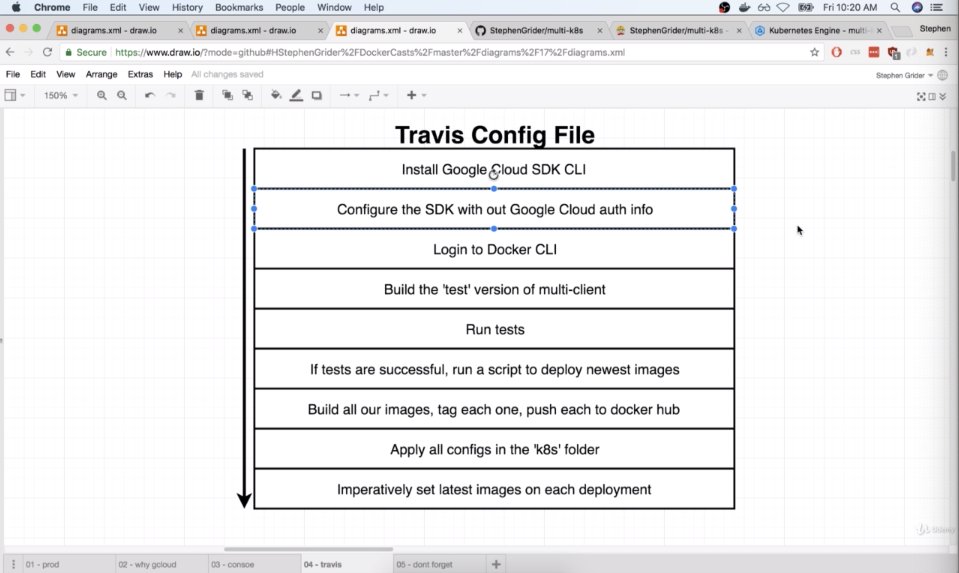 Chrome File Edit View History Bookmarks People Window Help Fri 10:20 AM
diagrams.xml - draw.io diagrams.xml - draw.io diagrams.xml - draw.io StephenGrider/multi-k8s StephenGrider/multi-k8s - Kubernetes Engine - multi- Stephen
Secure https://www.draw.io/?mode=github#HStephenGrider%2FDockerCasts%2Fmaster%2Fdiagrams%2F17%2Fdiagrams.xml
File Edit View Arrange Extras Help All changes saved Stephen Grider
150%
Travis Config File
Install Google Cloud SDK CLI
Configure the SDK with out Google Cloud auth info
Login to Docker CLI
Build the 'test' version of multi-client
Run tests
If tests are successful, run a script to deploy newest images
Build all our images, tag each one, push each to docker hub
Apply all configs in the 'k8s' folder
Imperatively set latest images on each deployment
Udemy
01 - prod 02 - why gcloud 03 - consoe 04 - travis 05 - dont forget